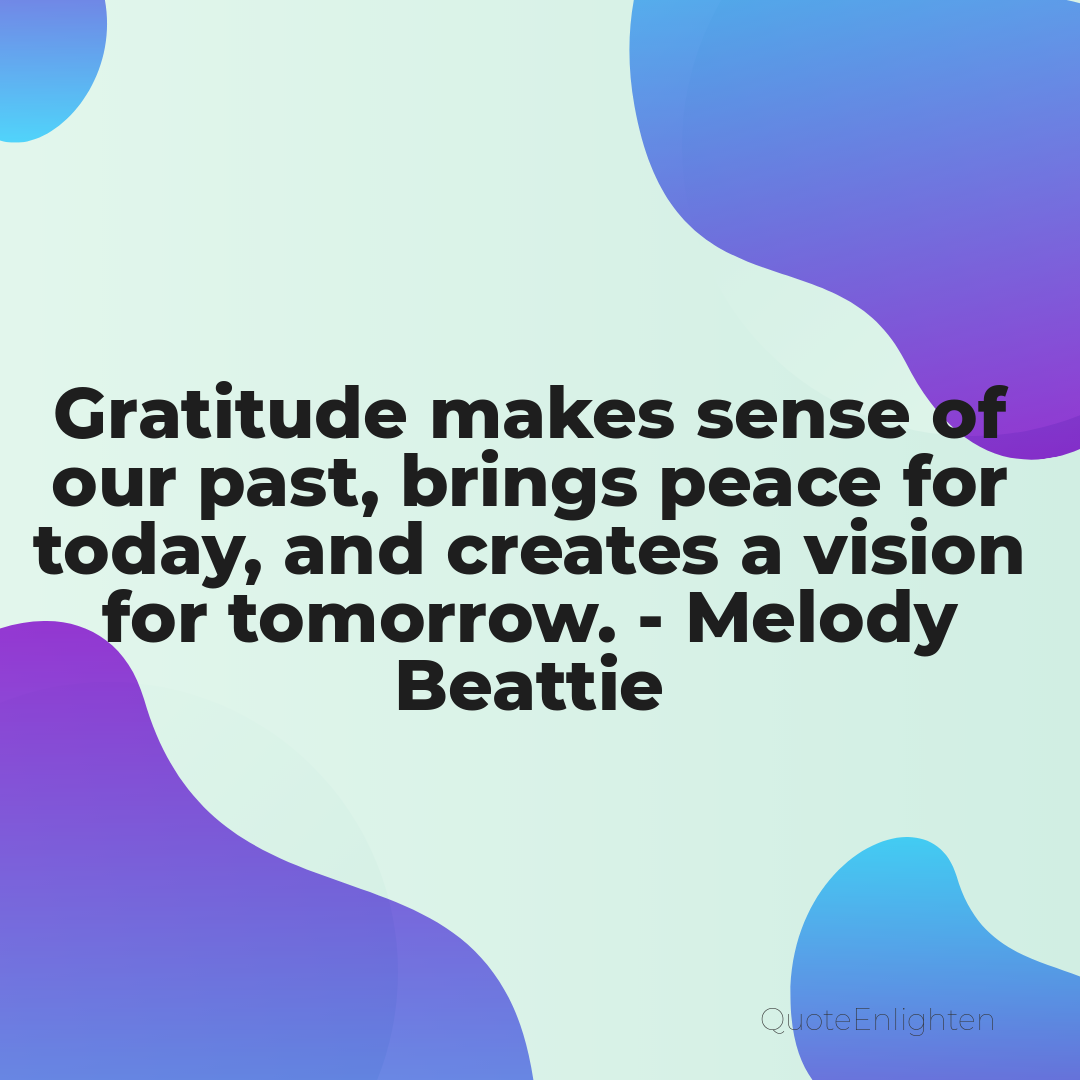 Gratitude makes sense of
our past, brings peace for
today, and creates a vision
for tomorrow. - Melody
Beattie
QuoteEnlighten